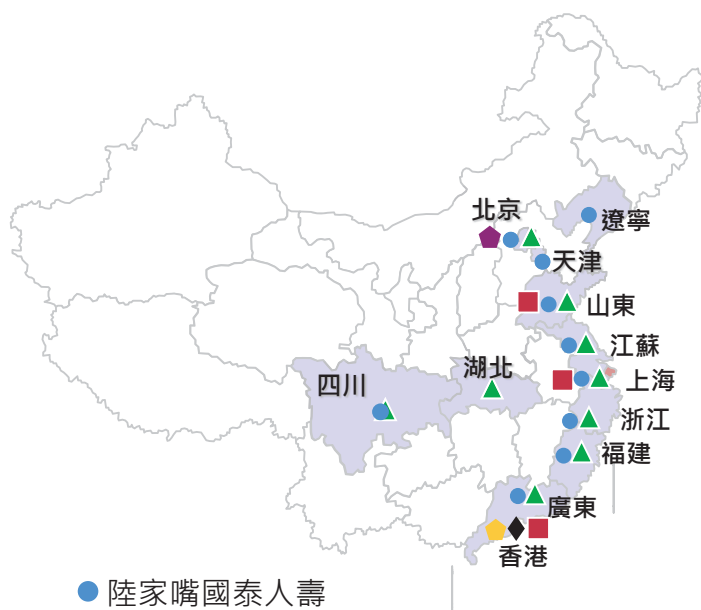 北京
遼寧
天津
山東
江蘇
湖北
四川
上海
浙江
福建
廣東
香港
陸家嘴國泰人壽